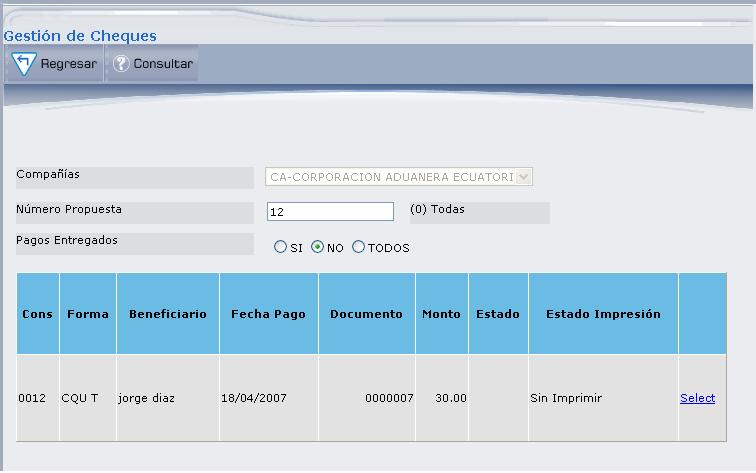 Gestión de Cheques
Regresar ? Consultar
Compañías CA-CORPORACION ADUANERA ECUATORI
Número Propuesta 12 (0) Todas
Pagos Entregados SI NO TODOS
Cons Forma Beneficiario Fecha Pago Documento Monto Estado Estado Impresión
0012 CQU T jorge diaz 18/04/2007 0000007 30.00 Sin Imprimir Select